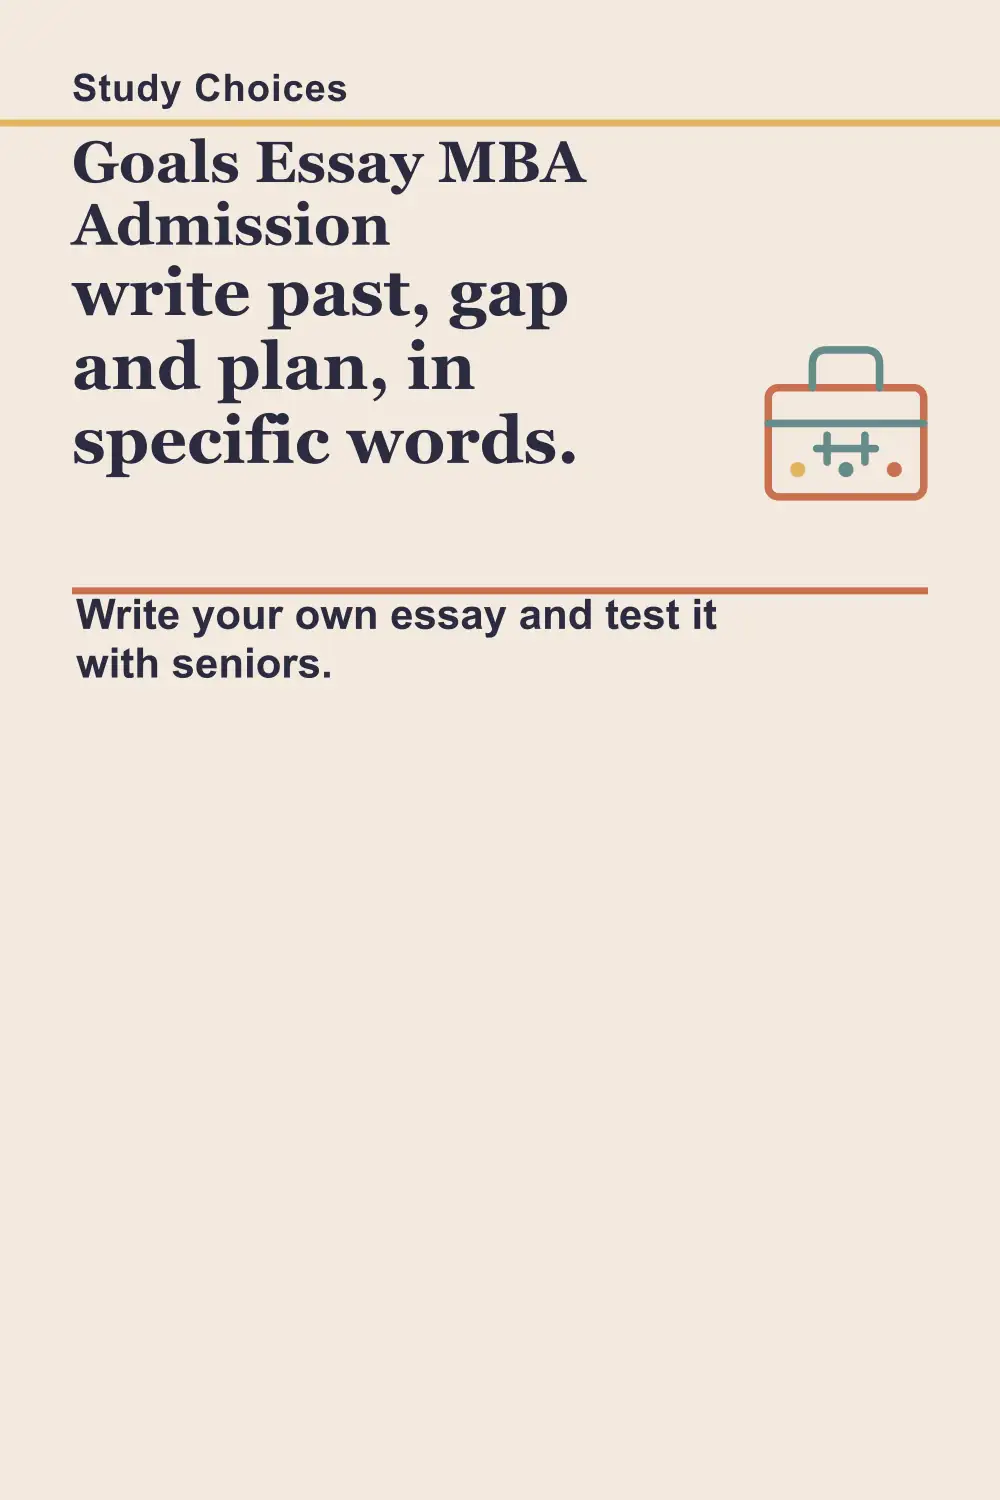 Study Choices
Goals Essay MBA
Admission
write past, gap
and plan, in
specific words.
Write your own essay and test it
with seniors.